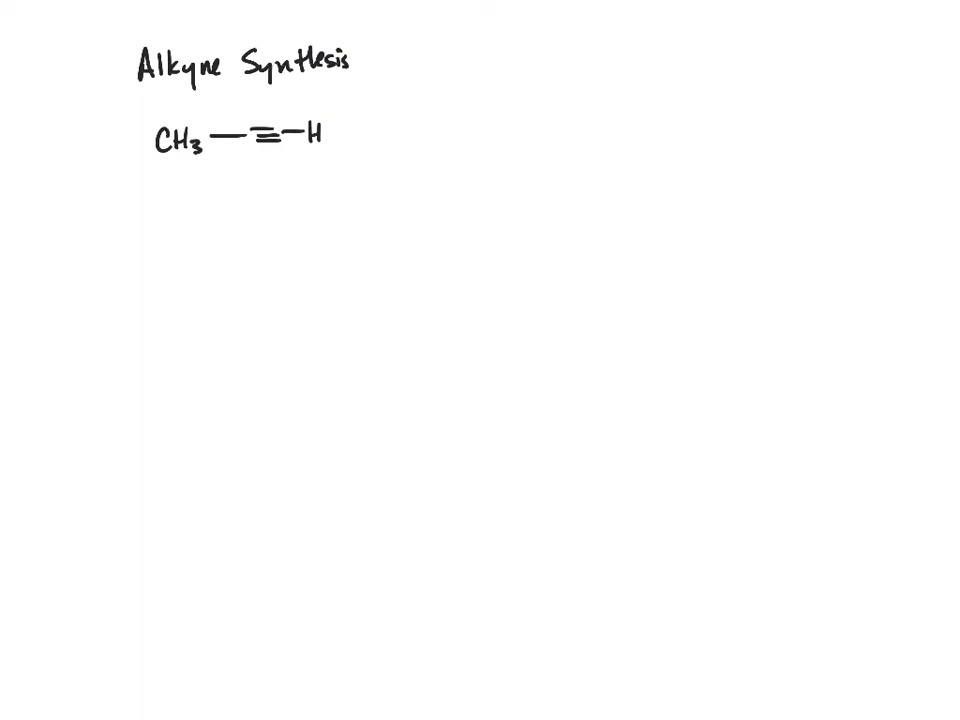 Alkyne Synthesis
CH₃ — ≡ — H